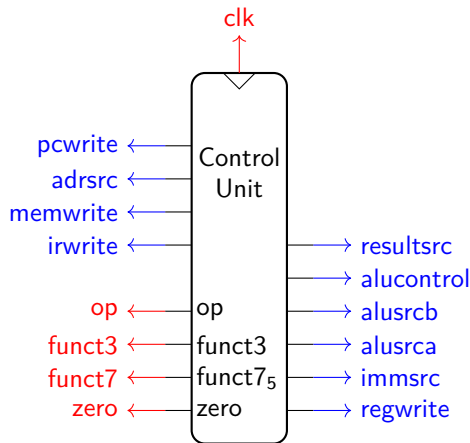 clk
Control
Unit
pcwrite
adrsrc
memwrite
irwrite
op
funct3
funct7
zero
op
funct3
funct7₅
zero
resultsrc
alucontrol
alusrcb
alusrca
immsrc
regwrite